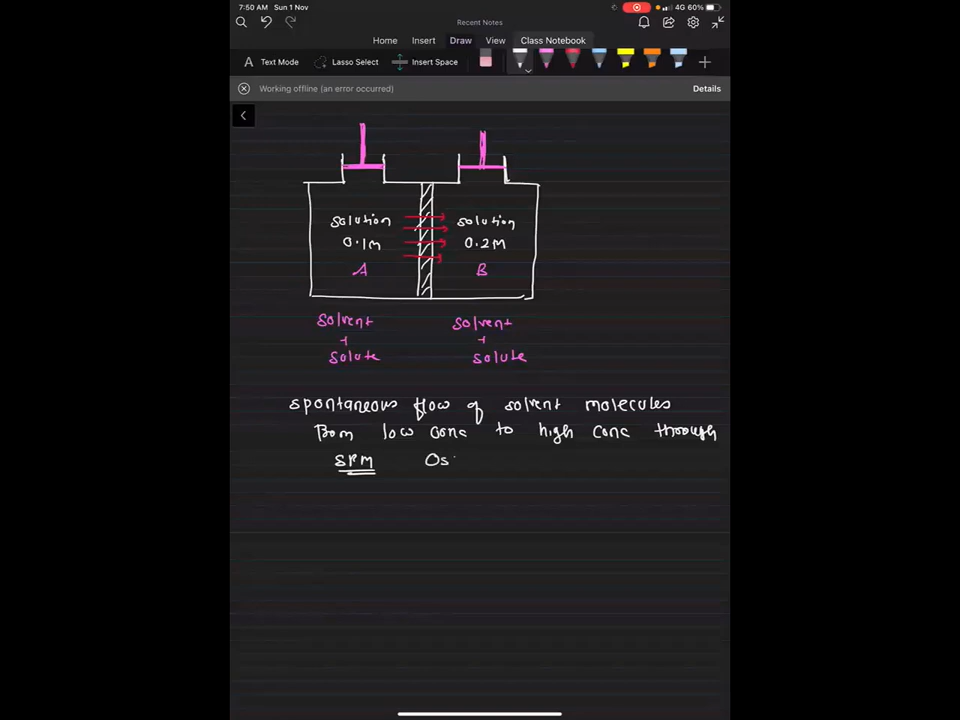 7:50 AM Sun 1 Nov 4G 60%
Recent Notes
Home Insert Draw View Class Notebook
Text Mode Lasso Select Insert Space
Working offline (an error occurred) Details
solution solution
0.1M 0.2M
A B
solvent solvent
+ +
solute solute
spontaneous flow of solvent molecules
from low conc to high conc through
SPM Os